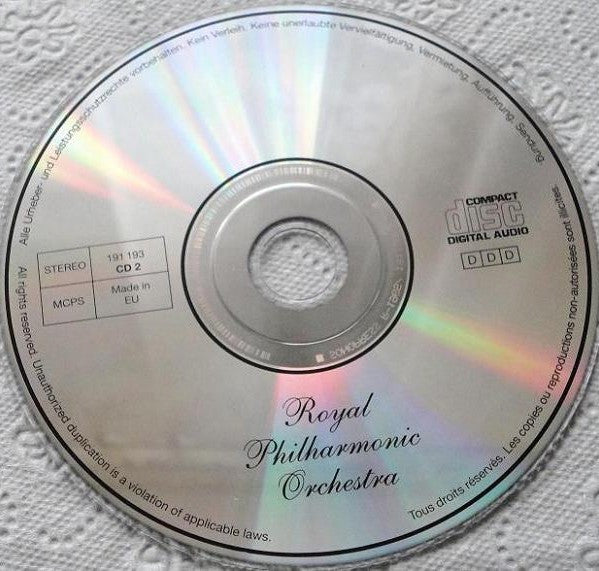 Alle Urheber- und Leistungsschutzrechte vorbehalten. Kein Verleih. Keine unerlaubte Vervielfältigung, Vermietung, Aufführung, Sendung.
STEREO
191 193
CD 2
MCPS
Made in
EU
COMPACT
disc
DIGITAL AUDIO
D D D
Royal
Philharmonic
Orchestra
All rights reserved. Unauthorized duplication is a violation of applicable laws.
Tous droits réservés. Les copies ou reproductions non-autorisées sont illicites.